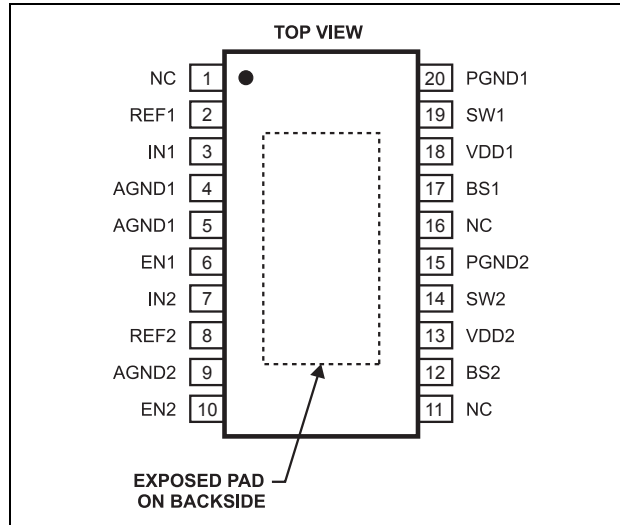 TOP VIEW
NC 1 20 PGND1
REF1 2 19 SW1
IN1 3 18 VDD1
AGND1 4 17 BS1
AGND1 5 16 NC
EN1 6 15 PGND2
IN2 7 14 SW2
REF2 8 13 VDD2
AGND2 9 12 BS2
EN2 10 11 NC
EXPOSED PAD
ON BACKSIDE